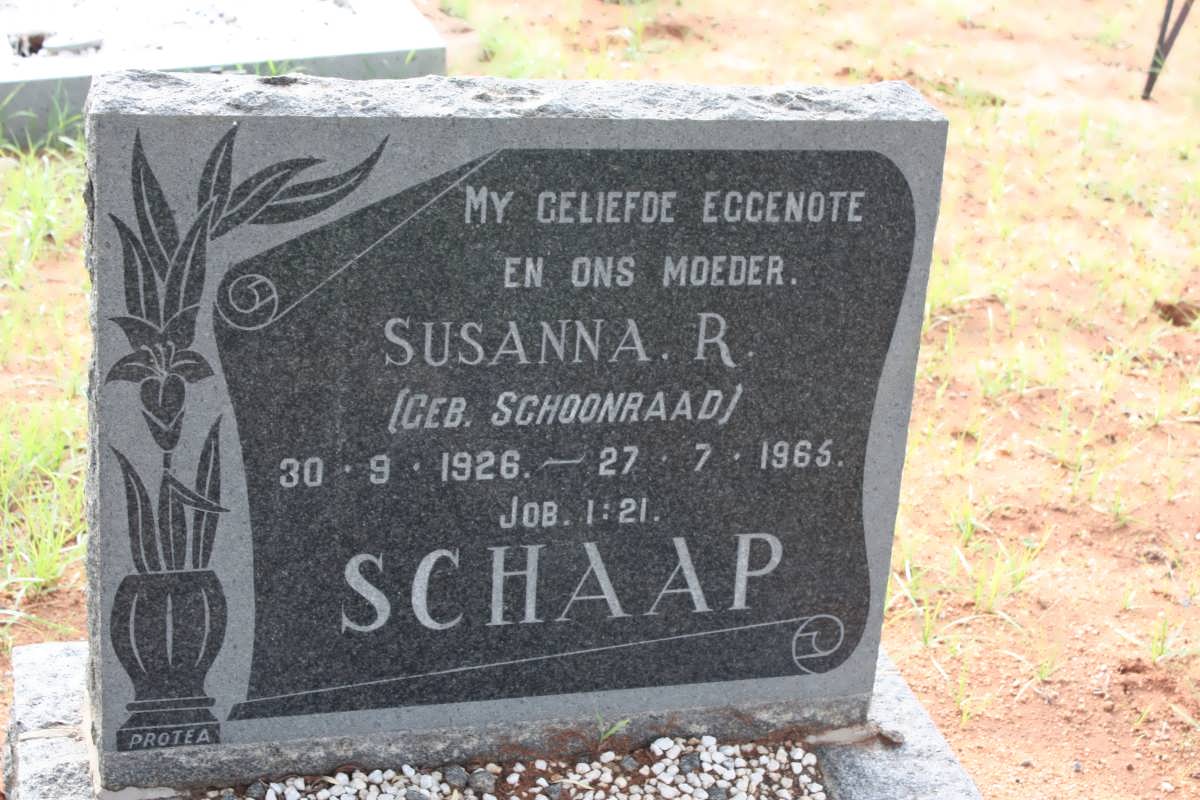 MY GELIEFDE EGGENOTE
EN ONS MOEDER.
SUSANNA. R.
(GEB. SCHOONRAAD)
30 · 9 · 1926. — 27 · 7 · 1965.
JOB. 1:21.
SCHAAP
PROTEA